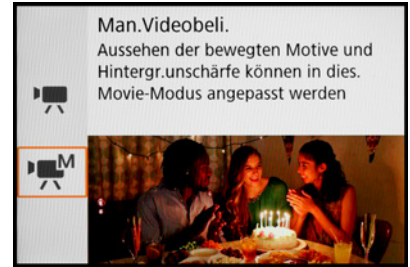 Man.Videobeli.
Aussehen der bewegten Motive und
Hintergr.unschärfe können in dies.
Movie-Modus angepasst werden
M